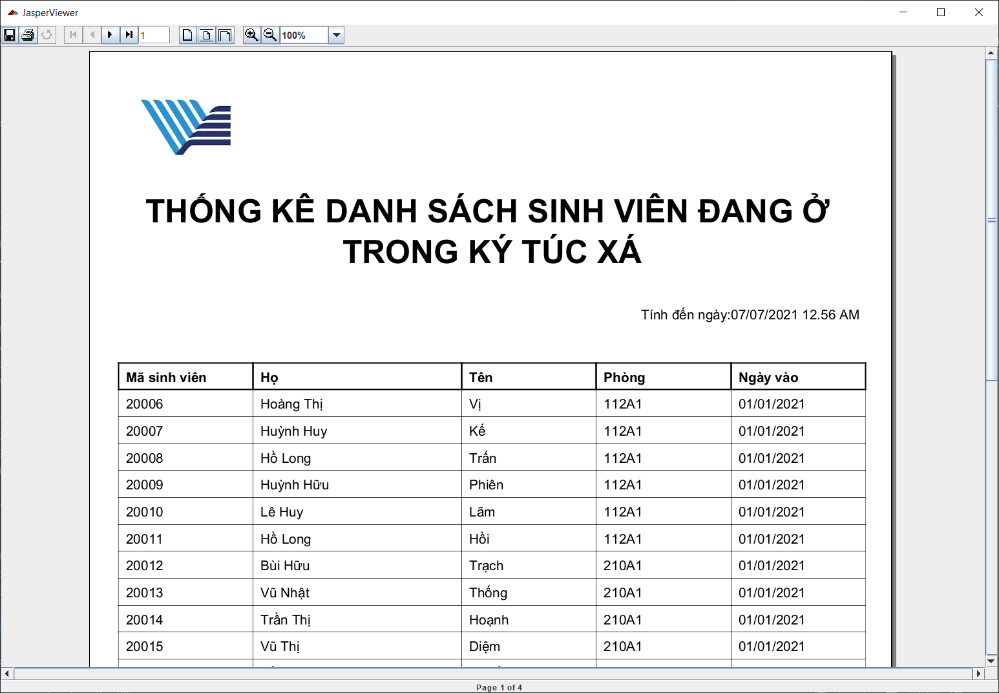 JasperViewer
1
100%
THỐNG KÊ DANH SÁCH SINH VIÊN ĐANG Ở
TRONG KÝ TÚC XÁ
Tính đến ngày:07/07/2021 12.56 AM
Mã sinh viên Họ Tên Phòng Ngày vào
20006 Hoàng Thị Vị 112A1 01/01/2021
20007 Huỳnh Huy Kế 112A1 01/01/2021
20008 Hồ Long Trấn 112A1 01/01/2021
20009 Huỳnh Hữu Phiên 112A1 01/01/2021
20010 Lê Huy Lãm 112A1 01/01/2021
20011 Hồ Long Hồi 112A1 01/01/2021
20012 Bùi Hữu Trạch 210A1 01/01/2021
20013 Vũ Nhật Thống 210A1 01/01/2021
20014 Trần Thị Hoạnh 210A1 01/01/2021
20015 Vũ Thị Diệm 210A1 01/01/2021
Page 1 of 4